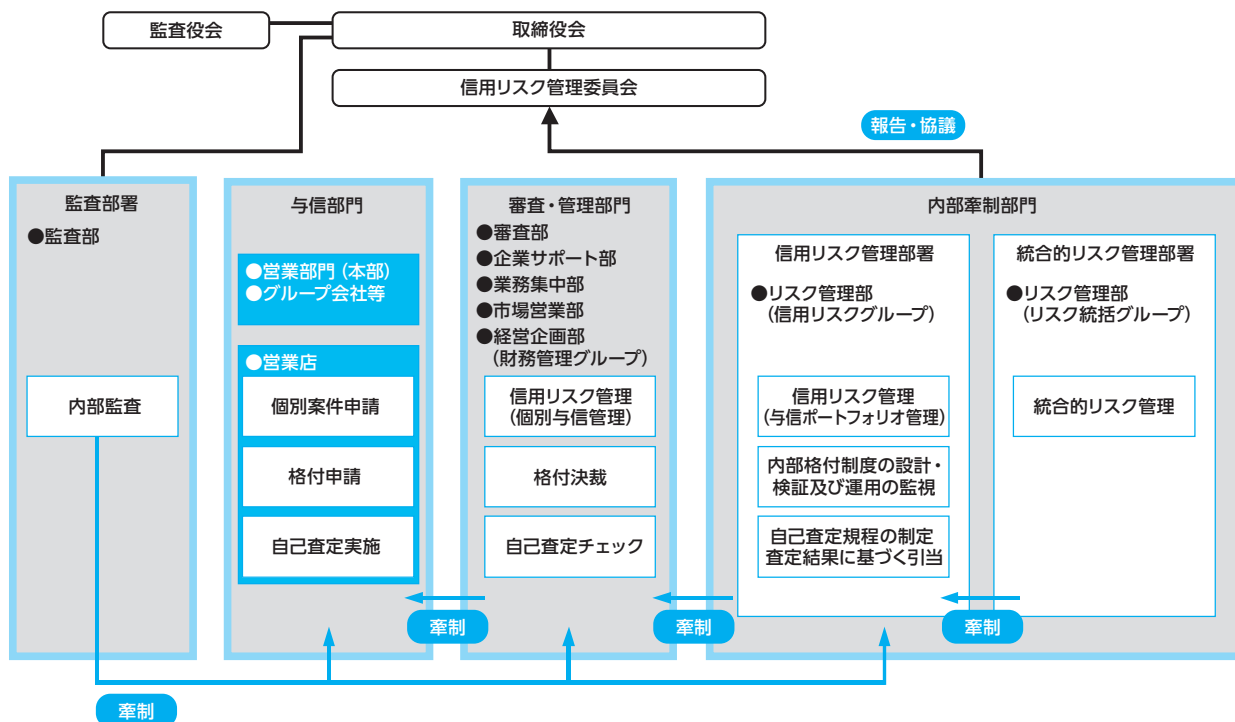 監査役会
取締役会
信用リスク管理委員会
報告・協議
監査部署
●監査部
内部監査
与信部門
●営業部門（本部）
●グループ会社等
●営業店
個別案件申請
格付申請
自己査定実施
審査・管理部門
●審査部
●企業サポート部
●業務集中部
●市場営業部
●経営企画部
（財務管理グループ）
信用リスク管理
（個別与信管理）
格付決裁
自己査定チェック
内部牽制部門
信用リスク管理部署
●リスク管理部
（信用リスクグループ）
信用リスク管理
（与信ポートフォリオ管理）
内部格付制度の設計・
検証及び運用の監視
自己査定規程の制定
査定結果に基づく引当
統合的リスク管理部署
●リスク管理部
（リスク統括グループ）
統合的リスク管理
牽制
牽制
牽制
牽制